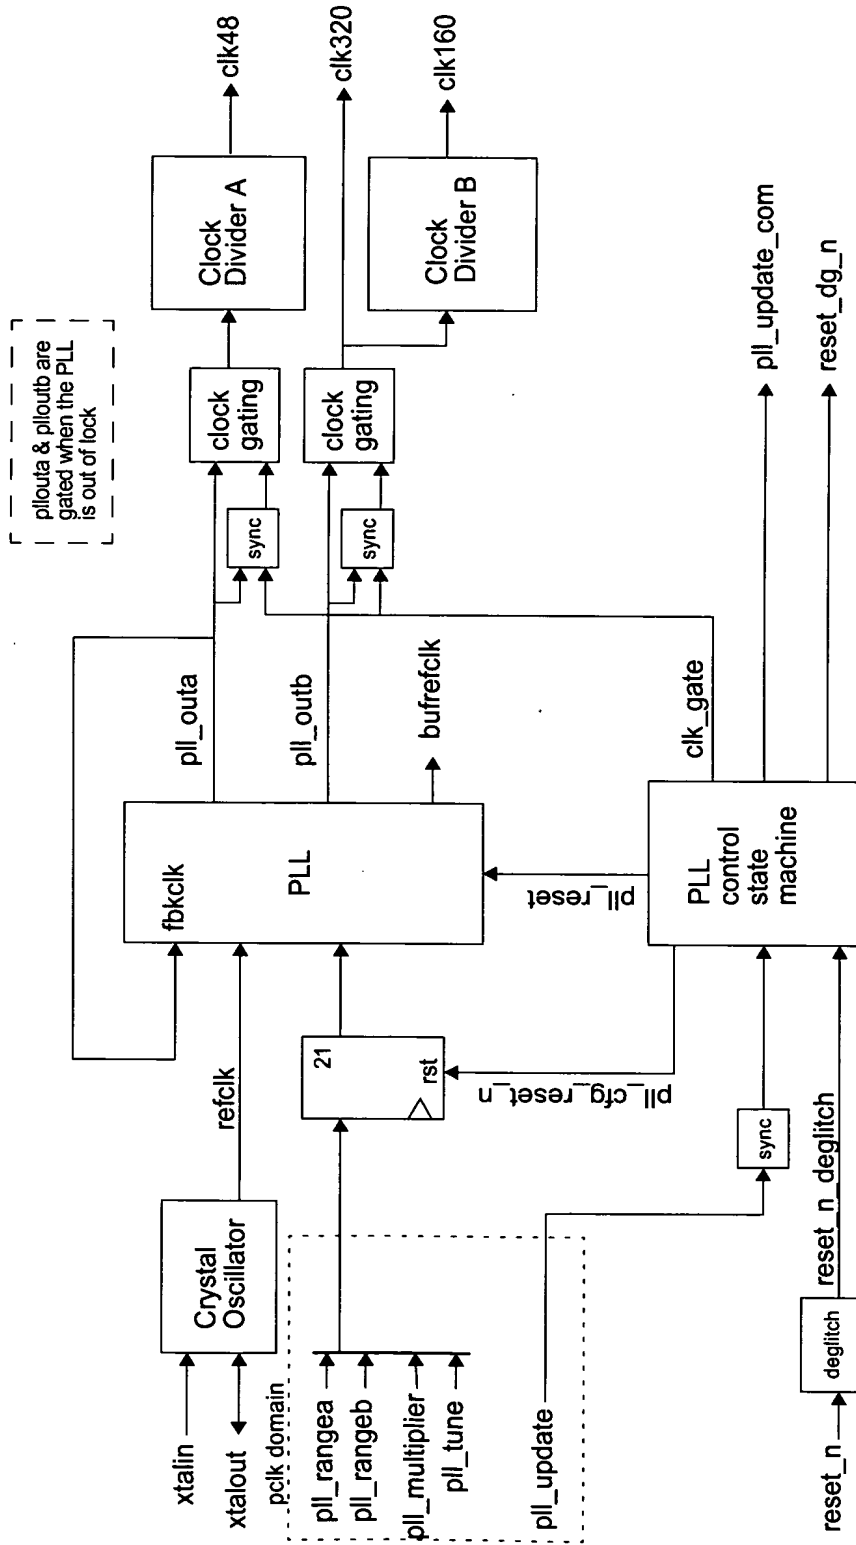 pllouta & plloutb are
gated when the PLL
is out of lock
xtalin
xtalout
Crystal
Oscillator
refclk
fbkclk
PLL
pll_outa
pll_outb
bufrefclk
sync
clock
gating
Clock
Divider A
clk48
sync
clock
gating
clk320
Clock
Divider B
clk160
pclk domain
pll_rangea
pll_rangeb
pll_multiplier
pll_tune
21
rst
pll_cfg_reset_n
pll_reset
pll_update
sync
PLL
control
state
machine
clk_gate
pll_update_com
reset_dg_n
reset_n
deglitch
reset_n_deglitch